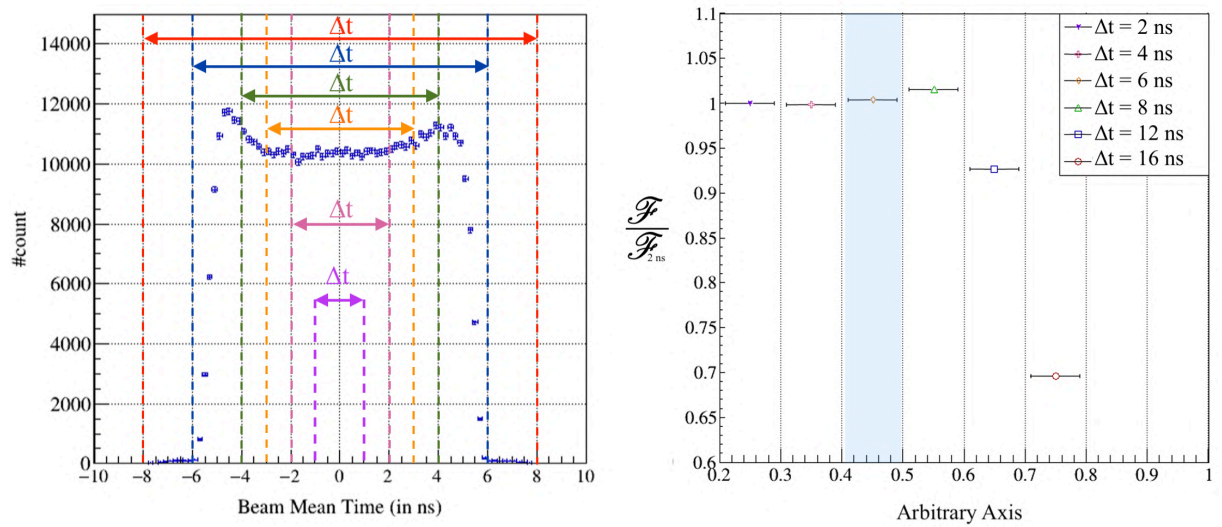 14000
12000
10000
8000
6000
4000
2000
0
#count
Δt
Δt
Δt
Δt
Δt
Δt
−10 −8 −6 −4 −2 0 2 4 6 8 10
Beam Mean Time (in ns)
1.1
1.05
1
0.95
0.9
0.85
0.8
0.75
0.7
0.65
0.6
ℱ
ℱ2 ns
Δt = 2 ns
Δt = 4 ns
Δt = 6 ns
Δt = 8 ns
Δt = 12 ns
Δt = 16 ns
0.2 0.3 0.4 0.5 0.6 0.7 0.8 0.9 1
Arbitrary Axis